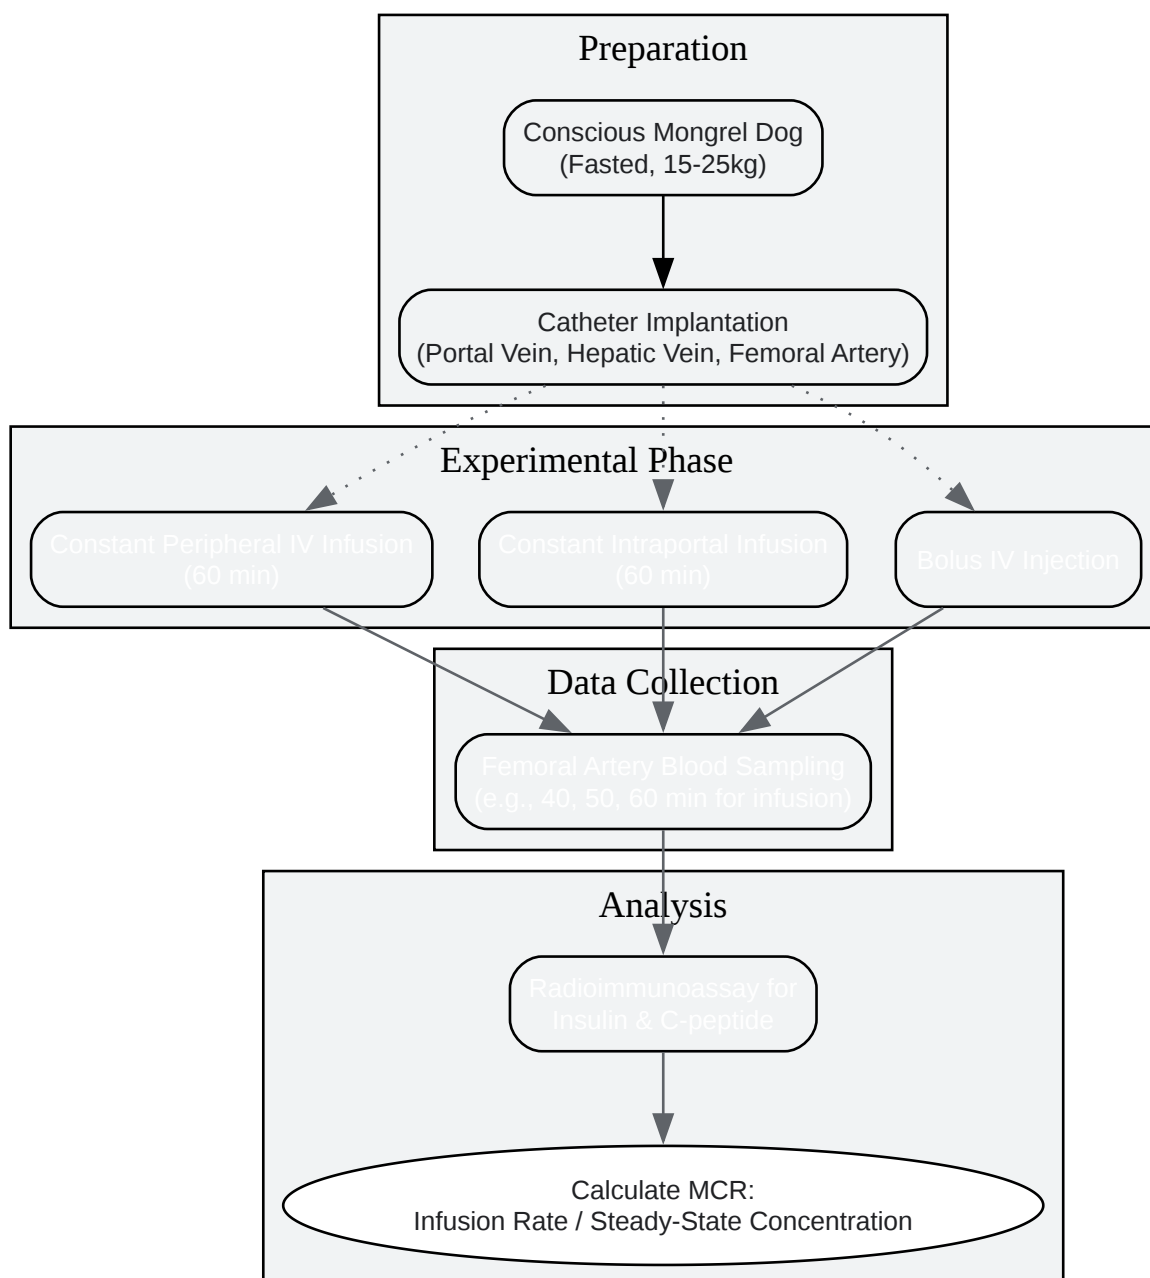 Preparation
Conscious Mongrel Dog
(Fasted, 15-25kg)
Catheter Implantation
(Portal Vein, Hepatic Vein, Femoral Artery)
Experimental Phase
Constant Peripheral IV Infusion
(60 min)
Constant Intraportal Infusion
(60 min)
Bolus IV Injection
Data Collection
Femoral Artery Blood Sampling
(e.g., 40, 50, 60 min for infusion)
Analysis
Radioimmunoassay for
Insulin & C-peptide
Calculate MCR:
Infusion Rate / Steady-State Concentration